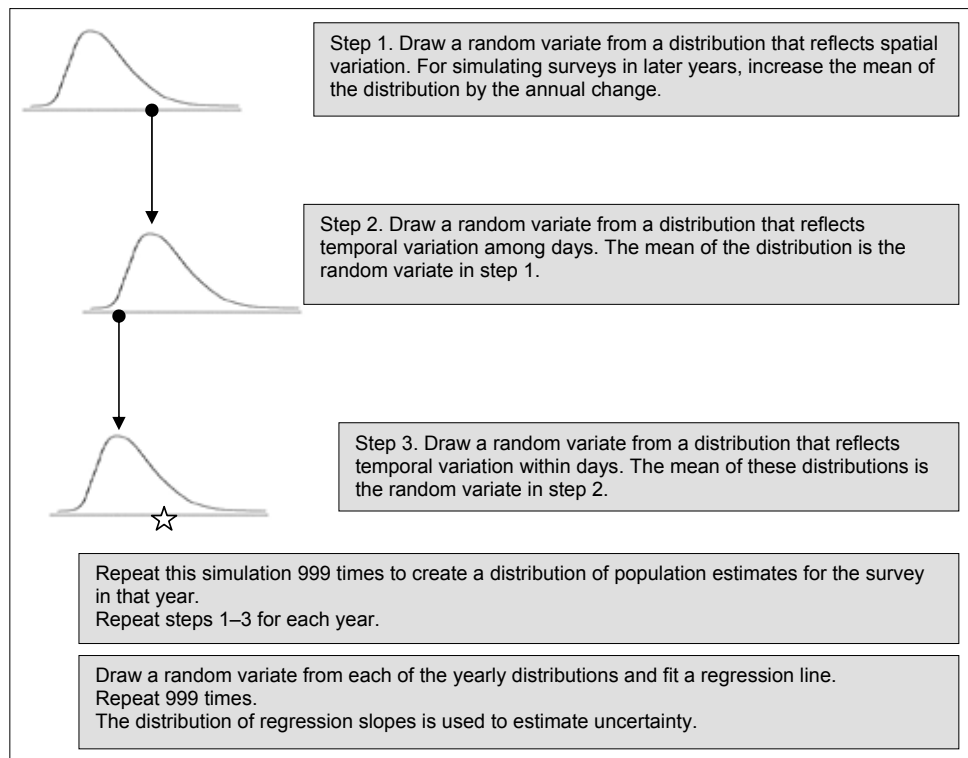 Step 1. Draw a random variate from a distribution that reflects spatial
variation. For simulating surveys in later years, increase the mean of
the distribution by the annual change.
Step 2. Draw a random variate from a distribution that reflects
temporal variation among days. The mean of the distribution is the
random variate in step 1.
Step 3. Draw a random variate from a distribution that reflects
temporal variation within days. The mean of these distributions is
the random variate in step 2.
Repeat this simulation 999 times to create a distribution of population estimates for the survey
in that year.
Repeat steps 1–3 for each year.
Draw a random variate from each of the yearly distributions and fit a regression line.
Repeat 999 times.
The distribution of regression slopes is used to estimate uncertainty.